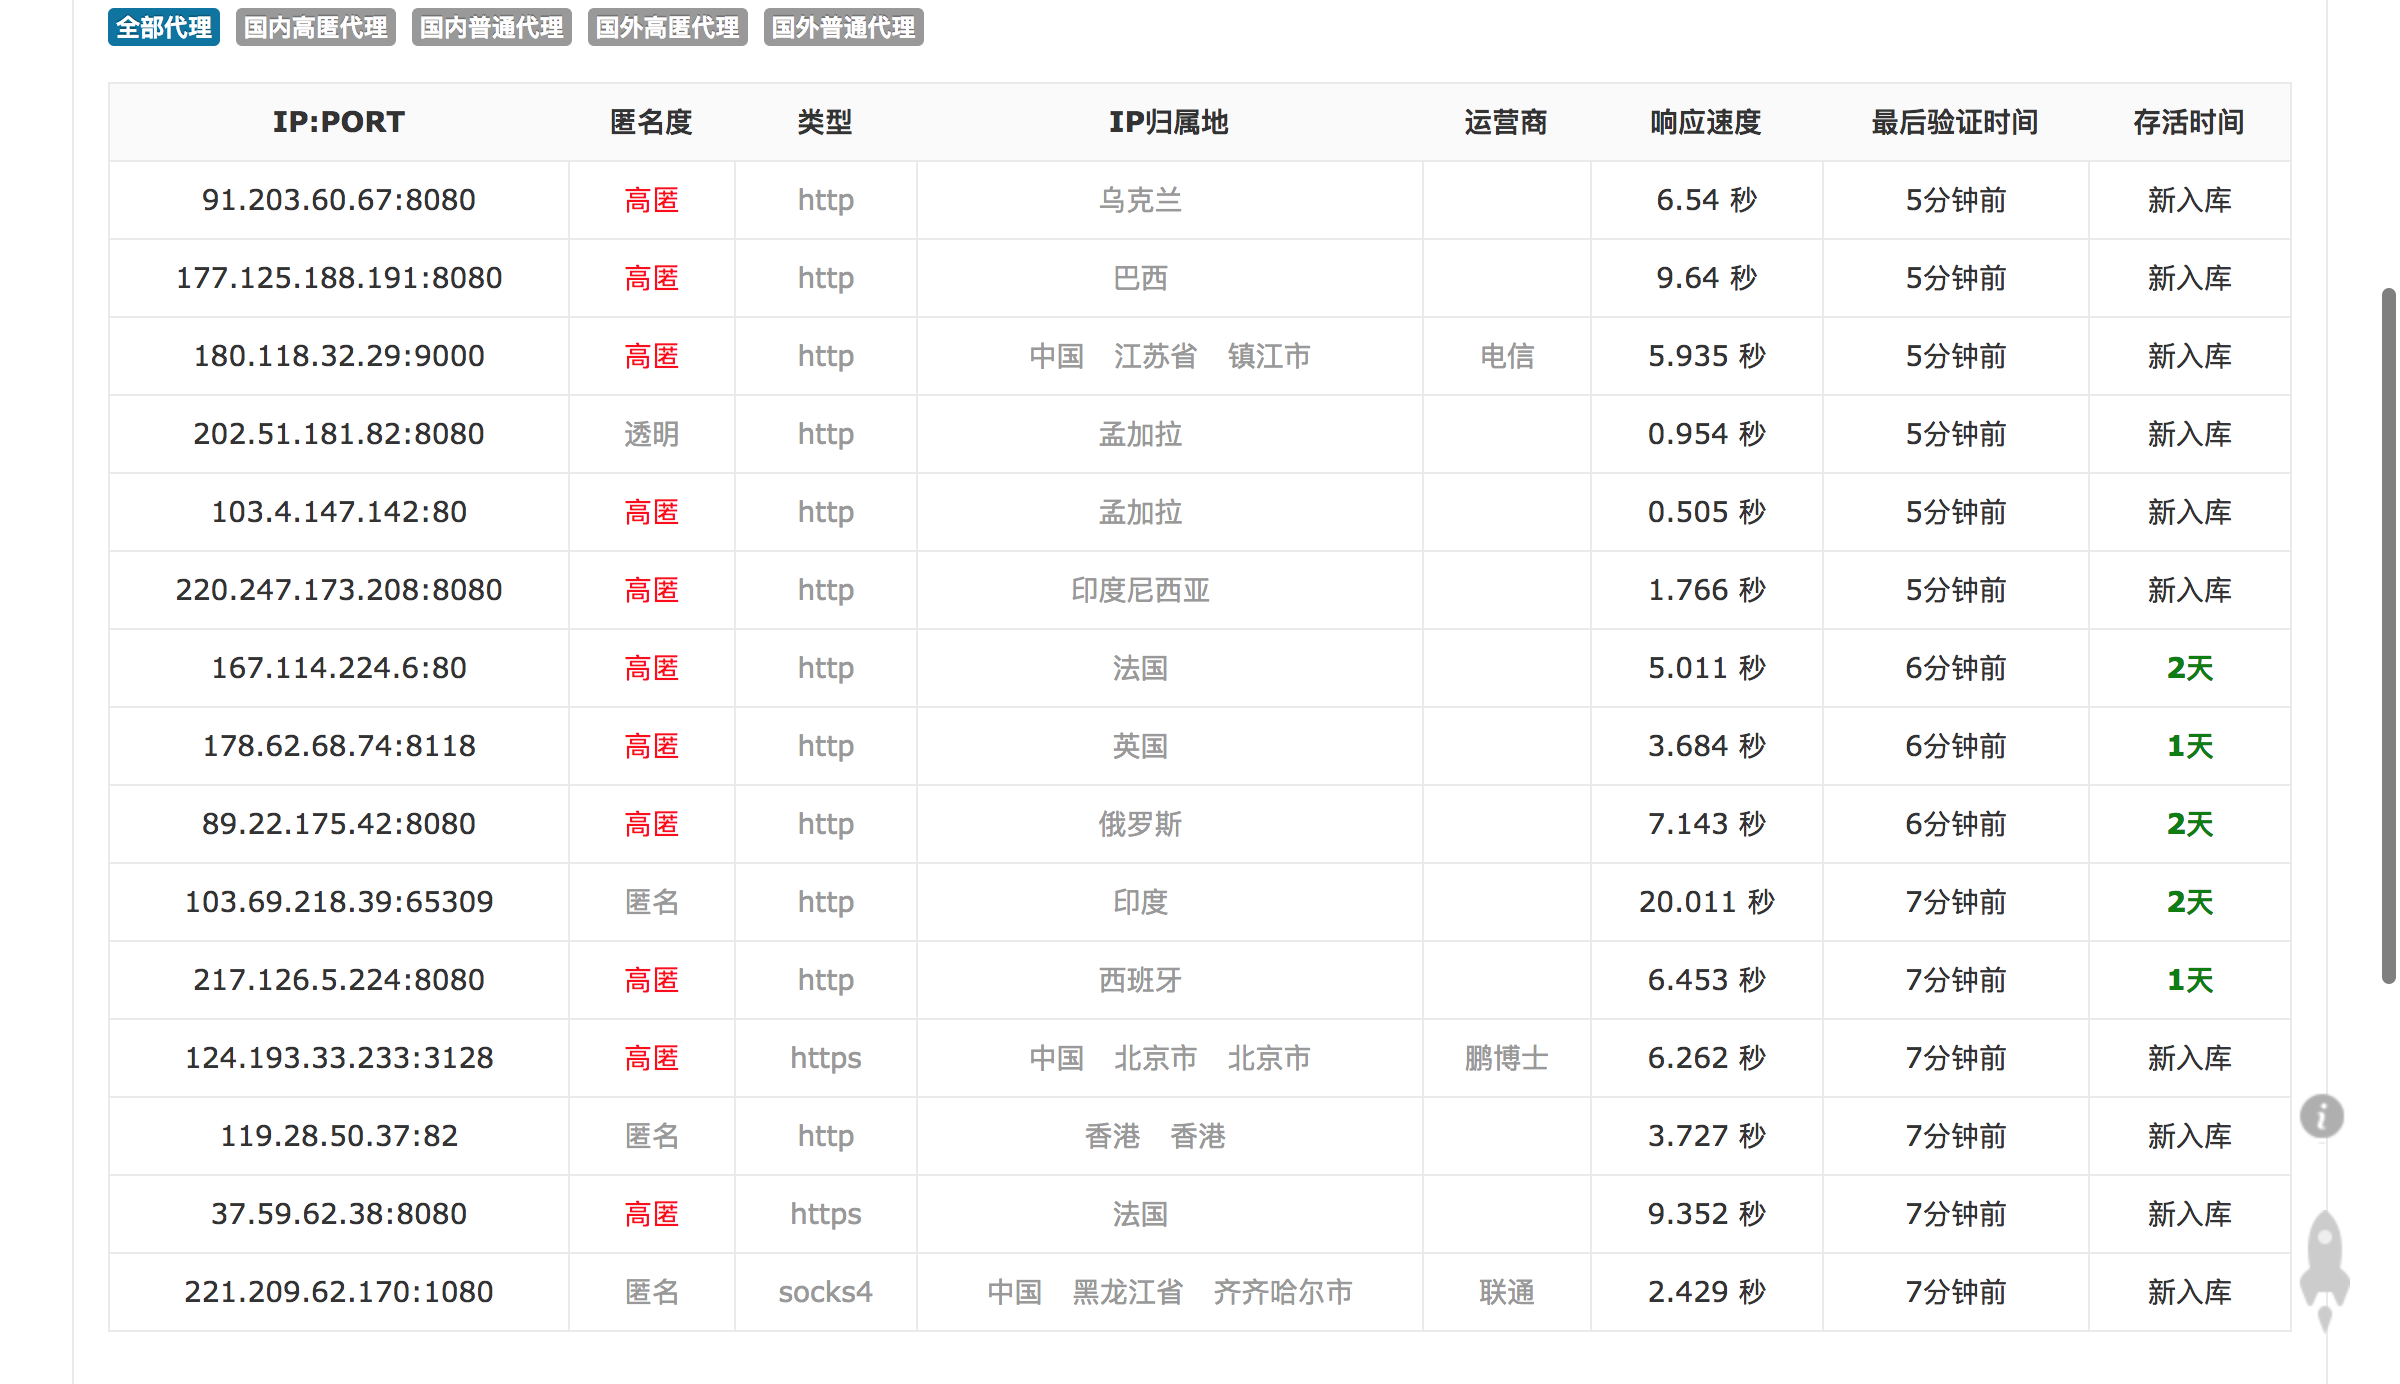 全部代理 国内高匿代理 国内普通代理 国外高匿代理 国外普通代理
IP:PORT 匿名度 类型 IP归属地 运营商 响应速度 最后验证时间 存活时间
91.203.60.67:8080 高匿 http 乌克兰 6.54 秒 5分钟前 新入库
177.125.188.191:8080 高匿 http 巴西 9.64 秒 5分钟前 新入库
180.118.32.29:9000 高匿 http 中国 江苏省 镇江市 电信 5.935 秒 5分钟前 新入库
202.51.181.82:8080 透明 http 孟加拉 0.954 秒 5分钟前 新入库
103.4.147.142:80 高匿 http 孟加拉 0.505 秒 5分钟前 新入库
220.247.173.208:8080 高匿 http 印度尼西亚 1.766 秒 5分钟前 新入库
167.114.224.6:80 高匿 http 法国 5.011 秒 6分钟前 2天
178.62.68.74:8118 高匿 http 英国 3.684 秒 6分钟前 1天
89.22.175.42:8080 高匿 http 俄罗斯 7.143 秒 6分钟前 2天
103.69.218.39:65309 匿名 http 印度 20.011 秒 7分钟前 2天
217.126.5.224:8080 高匿 http 西班牙 6.453 秒 7分钟前 1天
124.193.33.233:3128 高匿 https 中国 北京市 北京市 鹏博士 6.262 秒 7分钟前 新入库
119.28.50.37:82 匿名 http 香港 香港 3.727 秒 7分钟前 新入库
37.59.62.38:8080 高匿 https 法国 9.352 秒 7分钟前 新入库
221.209.62.170:1080 匿名 socks4 中国 黑龙江省 齐齐哈尔市 联通 2.429 秒 7分钟前 新入库